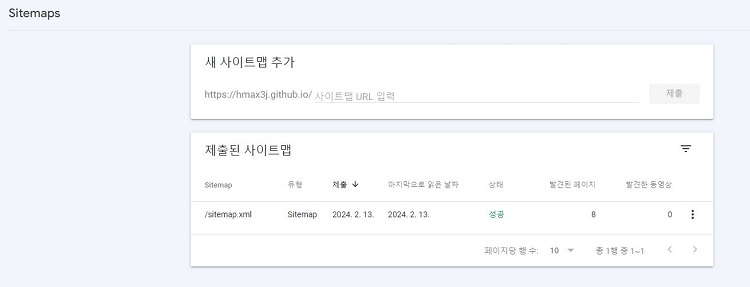 Sitemaps
새 사이트맵 추가
https://hmax3j.github.io/ 사이트맵 URL 입력 제출
제출된 사이트맵
Sitemap 유형 제출 마지막으로 읽은 날짜 상태 발견된 페이지 발견한 동영상
/sitemap.xml Sitemap 2024. 2. 13. 2024. 2. 13. 성공 8 0
페이지당 행 수: 10 총 1행 중 1~1